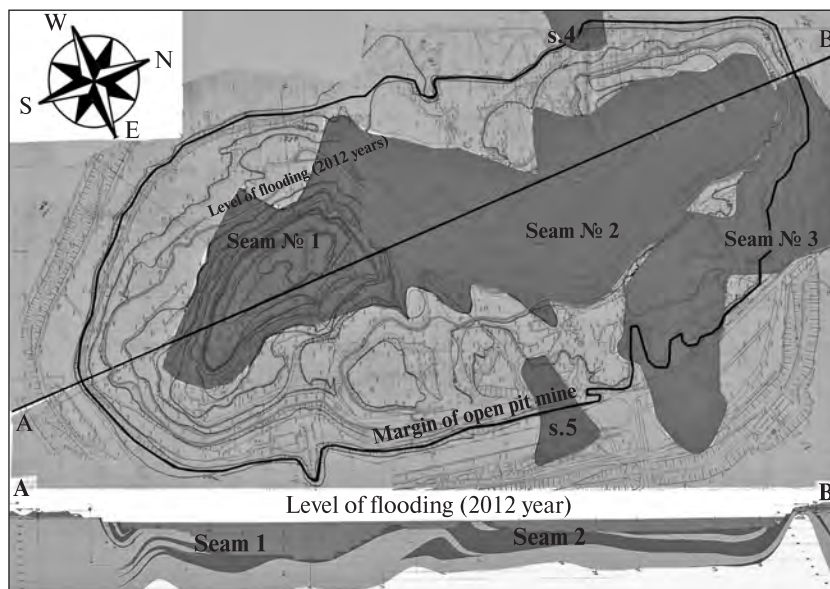 W
N
S
E
s.4
B
Level of flooding (2012 years)
Seam № 1
Seam № 2
Seam № 3
A
Margin of open pit mine
s.5
A
B
Level of flooding (2012 year)
Seam 1
Seam 2